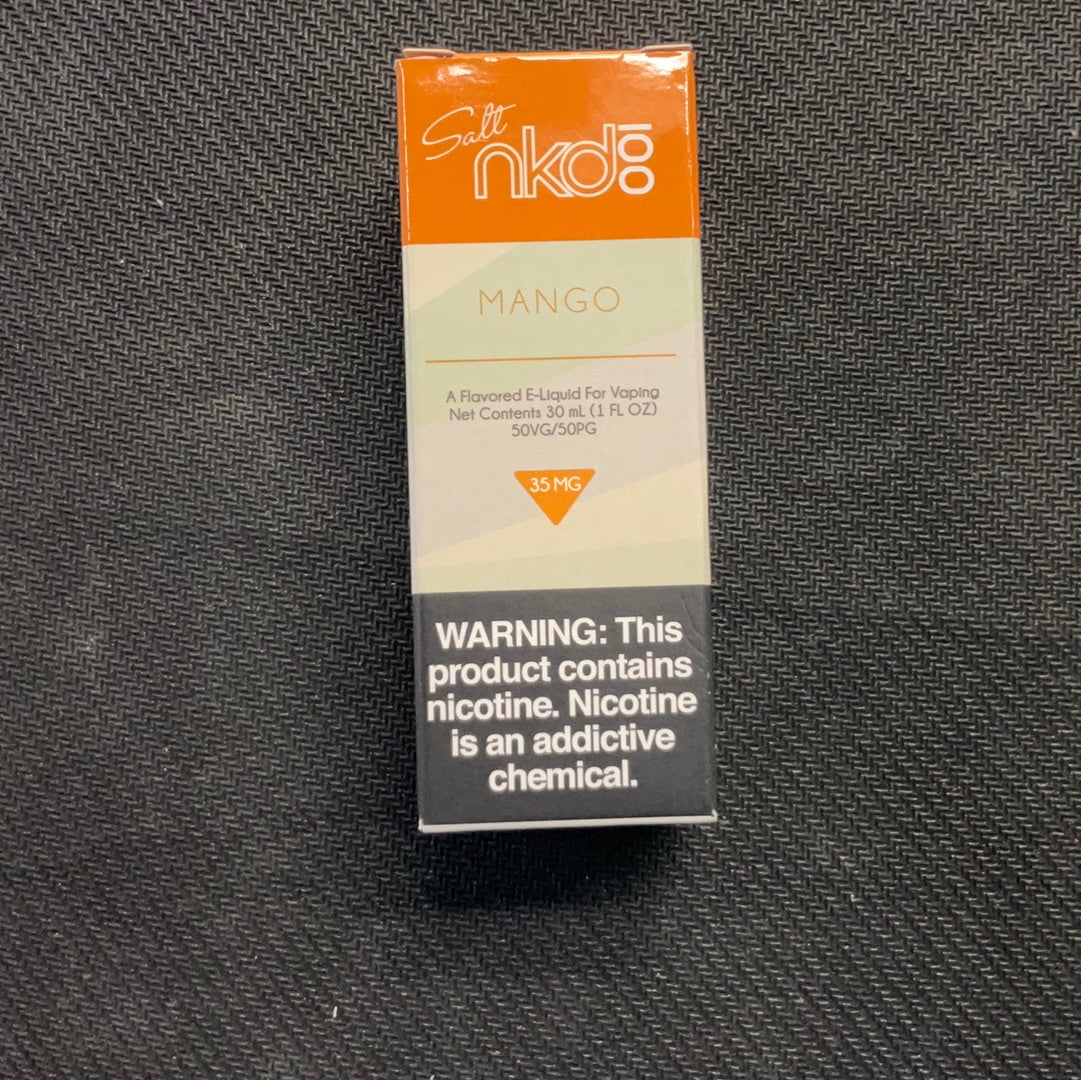 Salt
nkd100
MANGO
A Flavored E-Liquid For Vaping
Net Contents 30 mL (1 FL OZ)
50VG/50PG
35 MG
WARNING: This
product contains
nicotine. Nicotine
is an addictive
chemical.